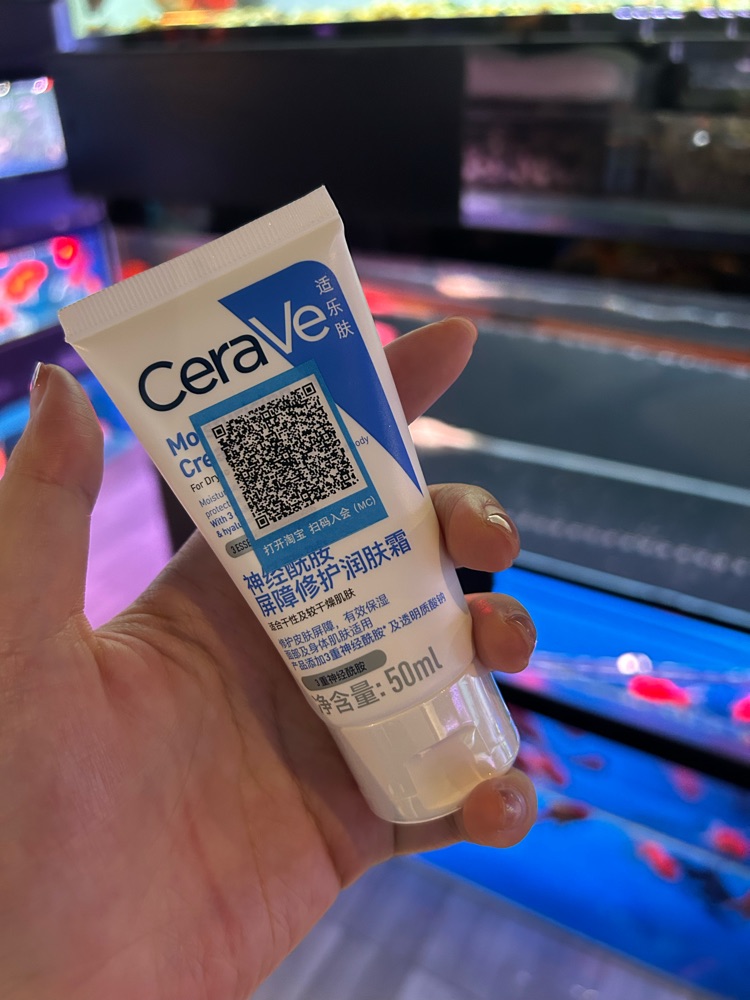 CeraVe
适乐肤
Mo
Cre
For Dry
ody
Moistu
protect
With 3
& hyalu
3 ESSE
打开淘宝 扫码入会 (MC)
神经酰胺
屏障修护润肤霜
适合干性及较干燥肌肤
修护皮肤屏障，有效保湿
面部及身体肌肤适用
产品添加3重神经酰胺* 及透明质酸钠
3重神经酰胺
净含量: 50ml